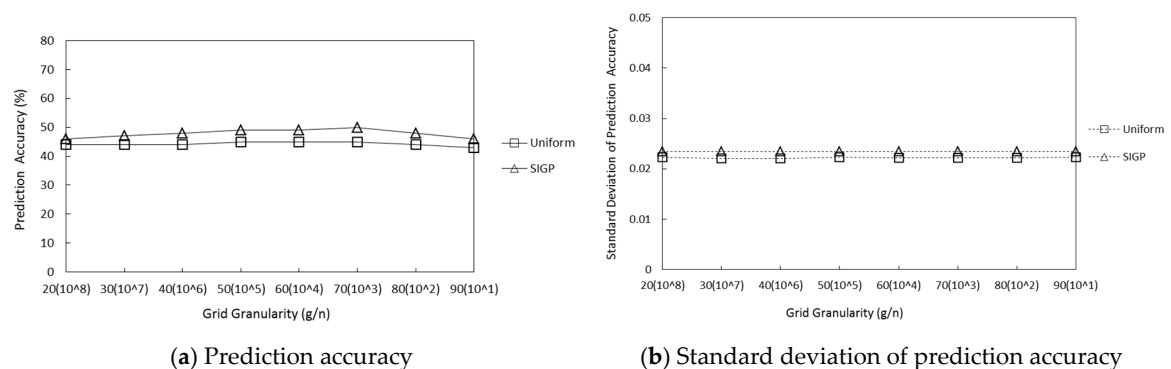 80
70
60
50
40
30
20
10
0
Prediction Accuracy (%)
20(10^8) 30(10^7) 40(10^6) 50(10^5) 60(10^4) 70(10^3) 80(10^2) 90(10^1)
Grid Granularity (g/n)
Uniform
SIGP
(a) Prediction accuracy
0.05
0.04
0.03
0.02
0.01
0
Standard Deviation of Prediction Accuracy
20(10^8) 30(10^7) 40(10^6) 50(10^5) 60(10^4) 70(10^3) 80(10^2) 90(10^1)
Grid Granularity (g/n)
Uniform
SIGP
(b) Standard deviation of prediction accuracy